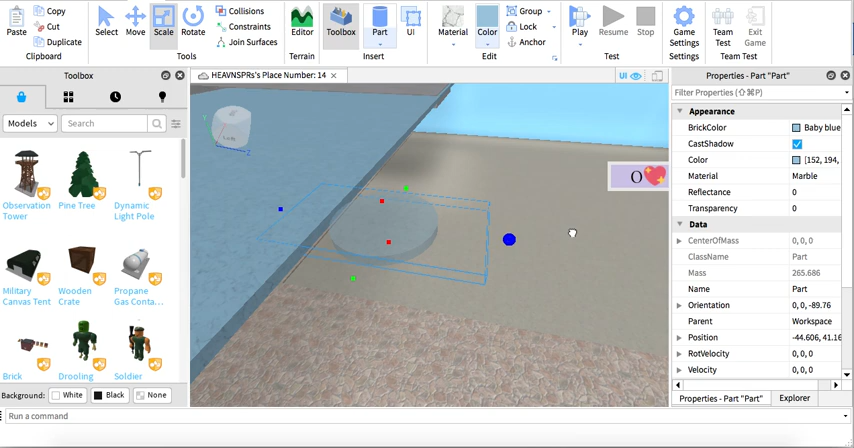 Paste Copy Cut Duplicate Clipboard
Select Move Scale Rotate Collisions Constraints Join Surfaces Tools
Editor Terrain
Toolbox Part UI Insert
Material Color Group Lock Anchor Edit
Play Resume Stop Test
Game Settings Settings
Team Test Exit Game Team Test
Toolbox
HEAVNSPRs's Place Number: 14
UI
Models
Search
Observation Tower
Pine Tree
Dynamic Light Pole
Military Canvas Tent
Wooden Crate
Propane Gas Conta...
Brick
Drooling
Soldier
Background: White Black None
Y
Z
O
Properties - Part "Part"
Filter Properties (⇧⌘P)
Appearance
BrickColor Baby blue
CastShadow
Color [152, 194,
Material Marble
Reflectance 0
Transparency 0
Data
CenterOfMass 0, 0, 0
ClassName Part
Mass 265.686
Name Part
Orientation 0, 0, -89.76
Parent Workspace
Position -44.606, 41.16
RotVelocity 0, 0, 0
Velocity 0, 0, 0
Properties - Part "Part" Explorer
Run a command